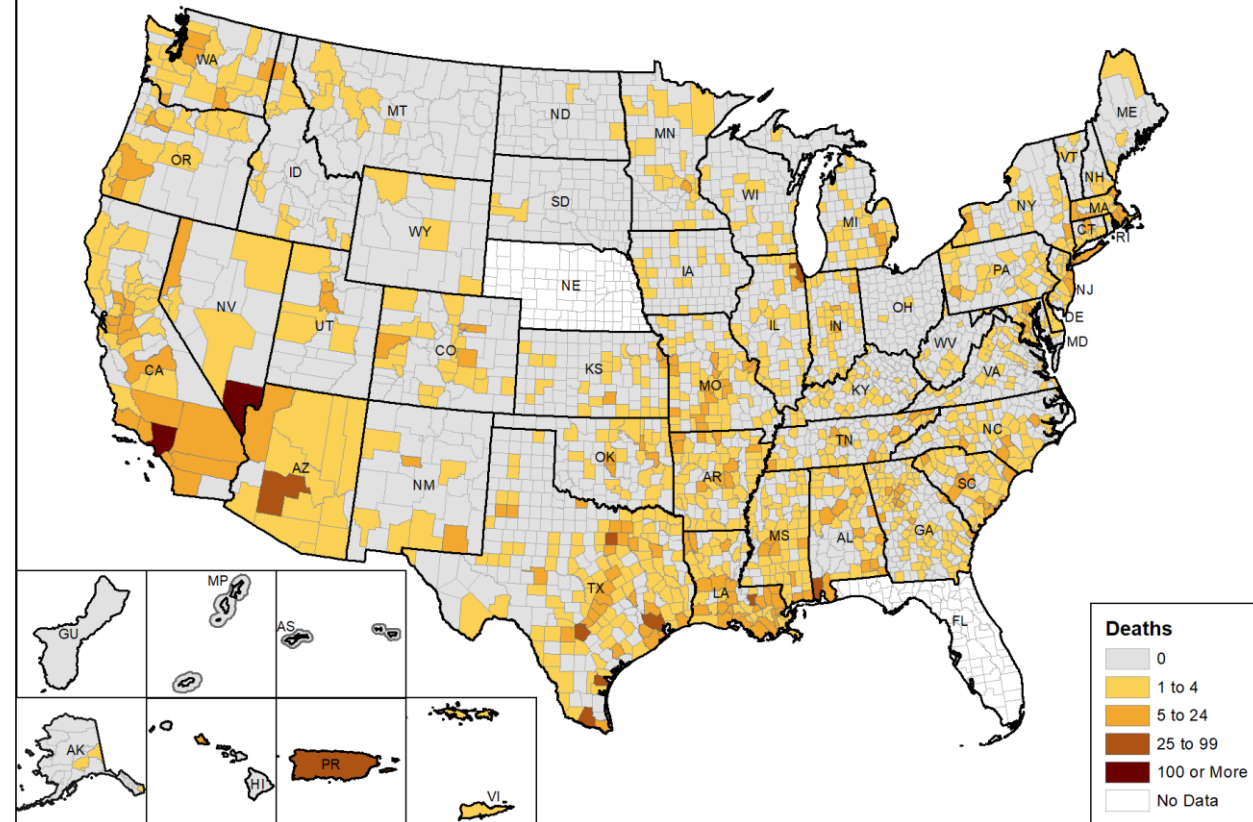 WA
MT
ND
MN
ME
OR
ID
SD
WI
MI
VT
NH
NY
MA
CT
RI
WY
NE
IA
PA
NJ
NV
UT
CO
IL
IN
OH
DE
MD
WV
VA
CA
KS
MO
KY
AZ
NM
OK
AR
TN
NC
SC
TX
LA
MS
AL
GA
FL
GU
MP
AS
AK
HI
PR
VI
Deaths
0
1 to 4
5 to 24
25 to 99
100 or More
No Data